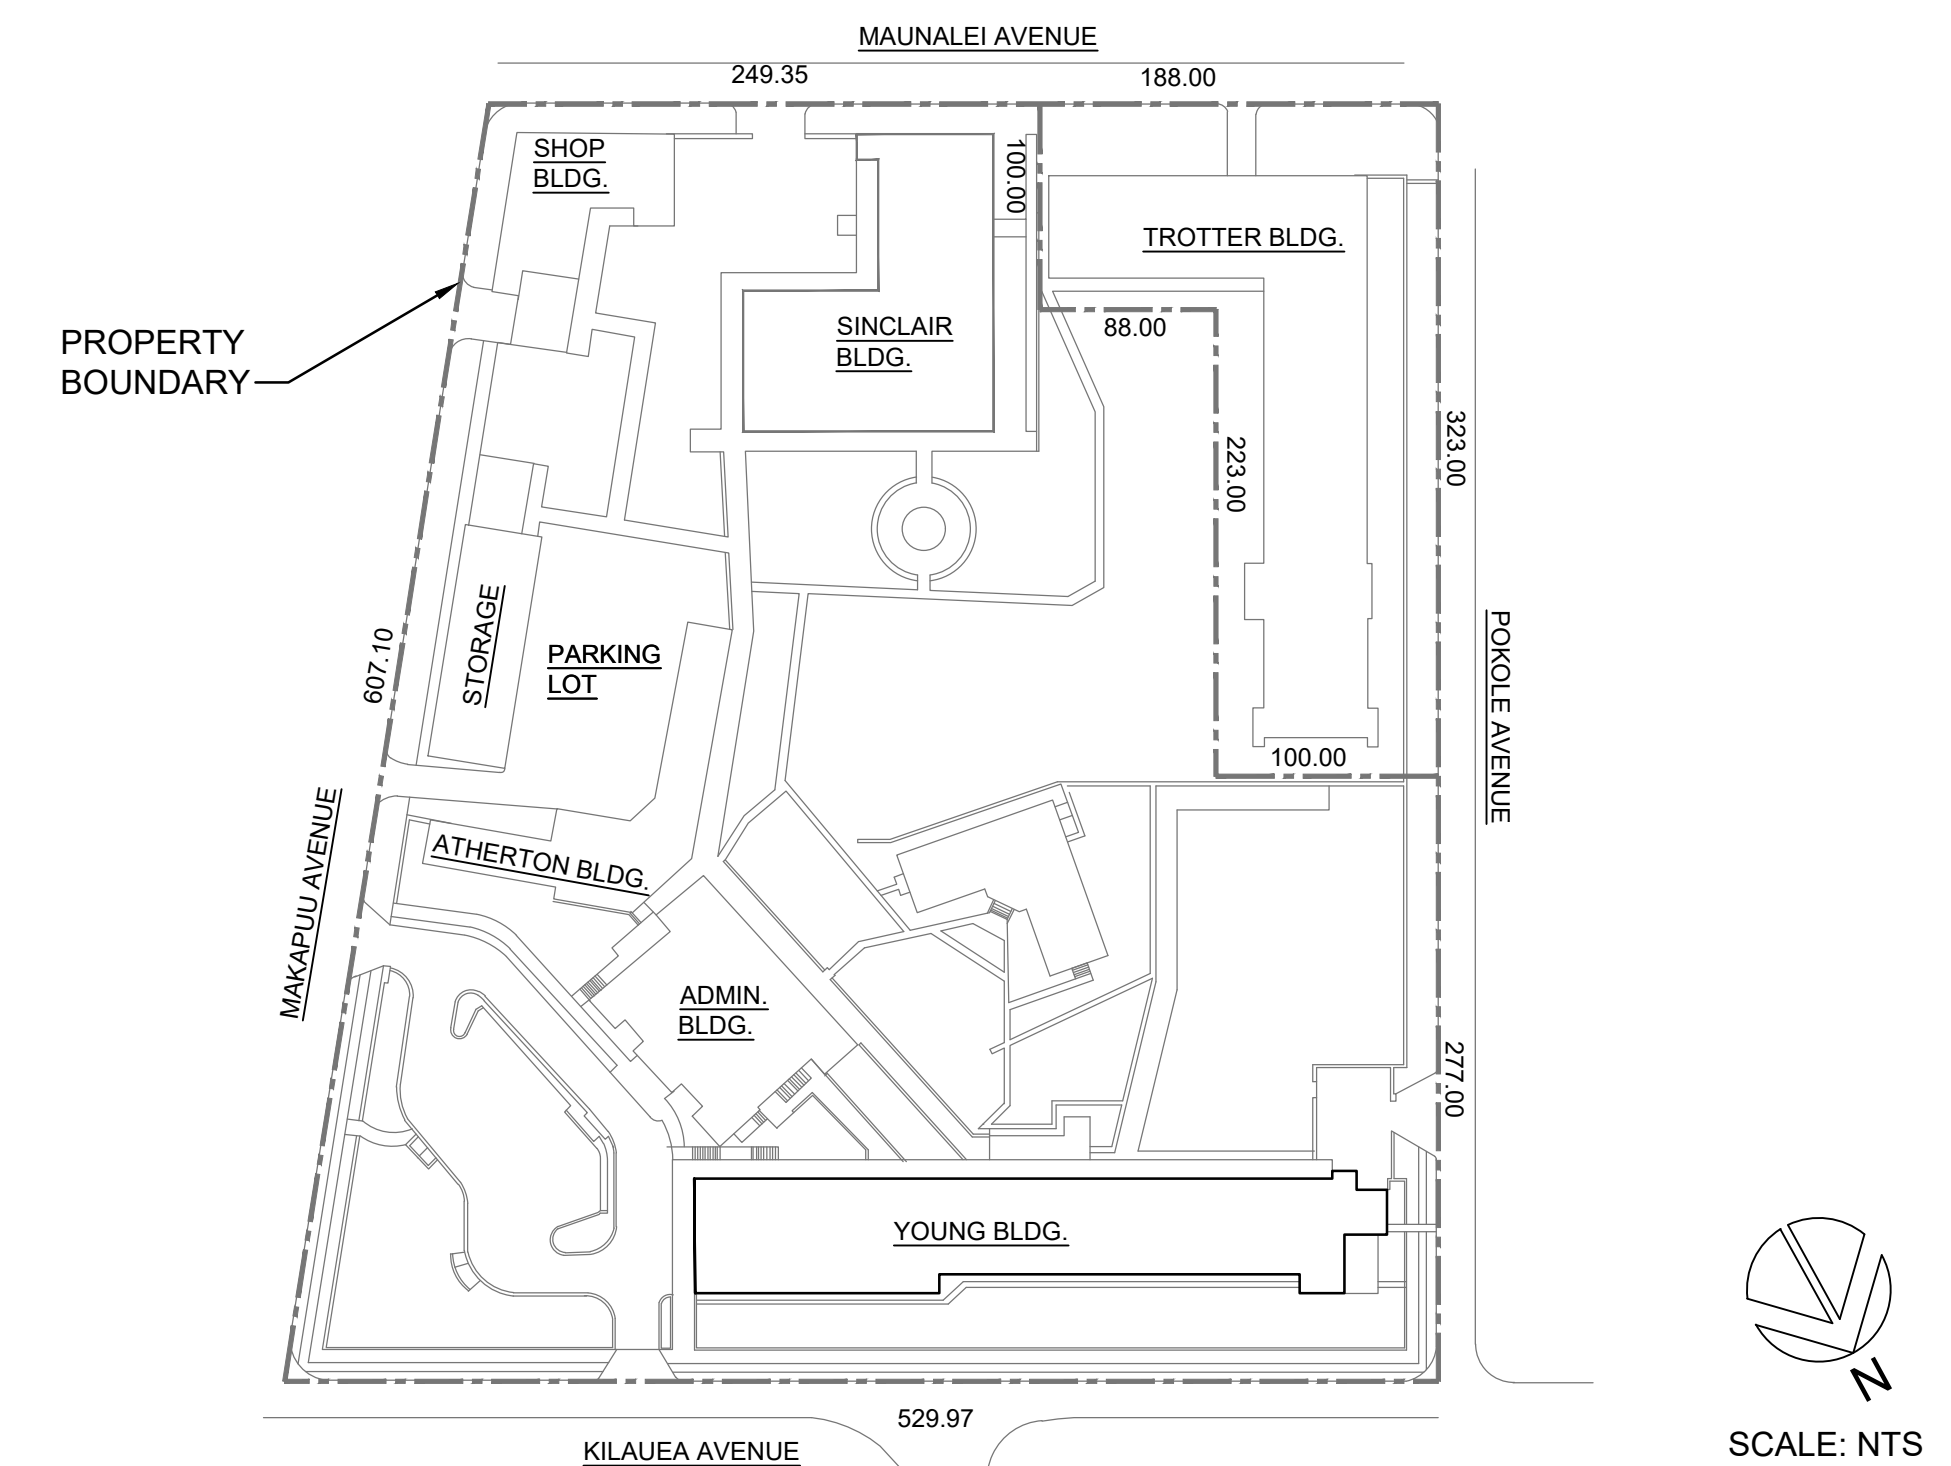 MAUNALEI AVENUE
249.35
188.00
SHOP
BLDG.
100.00
TROTTER BLDG.
PROPERTY
BOUNDARY
SINCLAIR
BLDG.
88.00
323.00
223.00
STORAGE
PARKING
LOT
607.10
POKOLE AVENUE
100.00
MAKAPUU AVENUE
ATHERTON BLDG.
ADMIN.
BLDG.
277.00
YOUNG BLDG.
N
529.97
KILAUEA AVENUE
SCALE: NTS